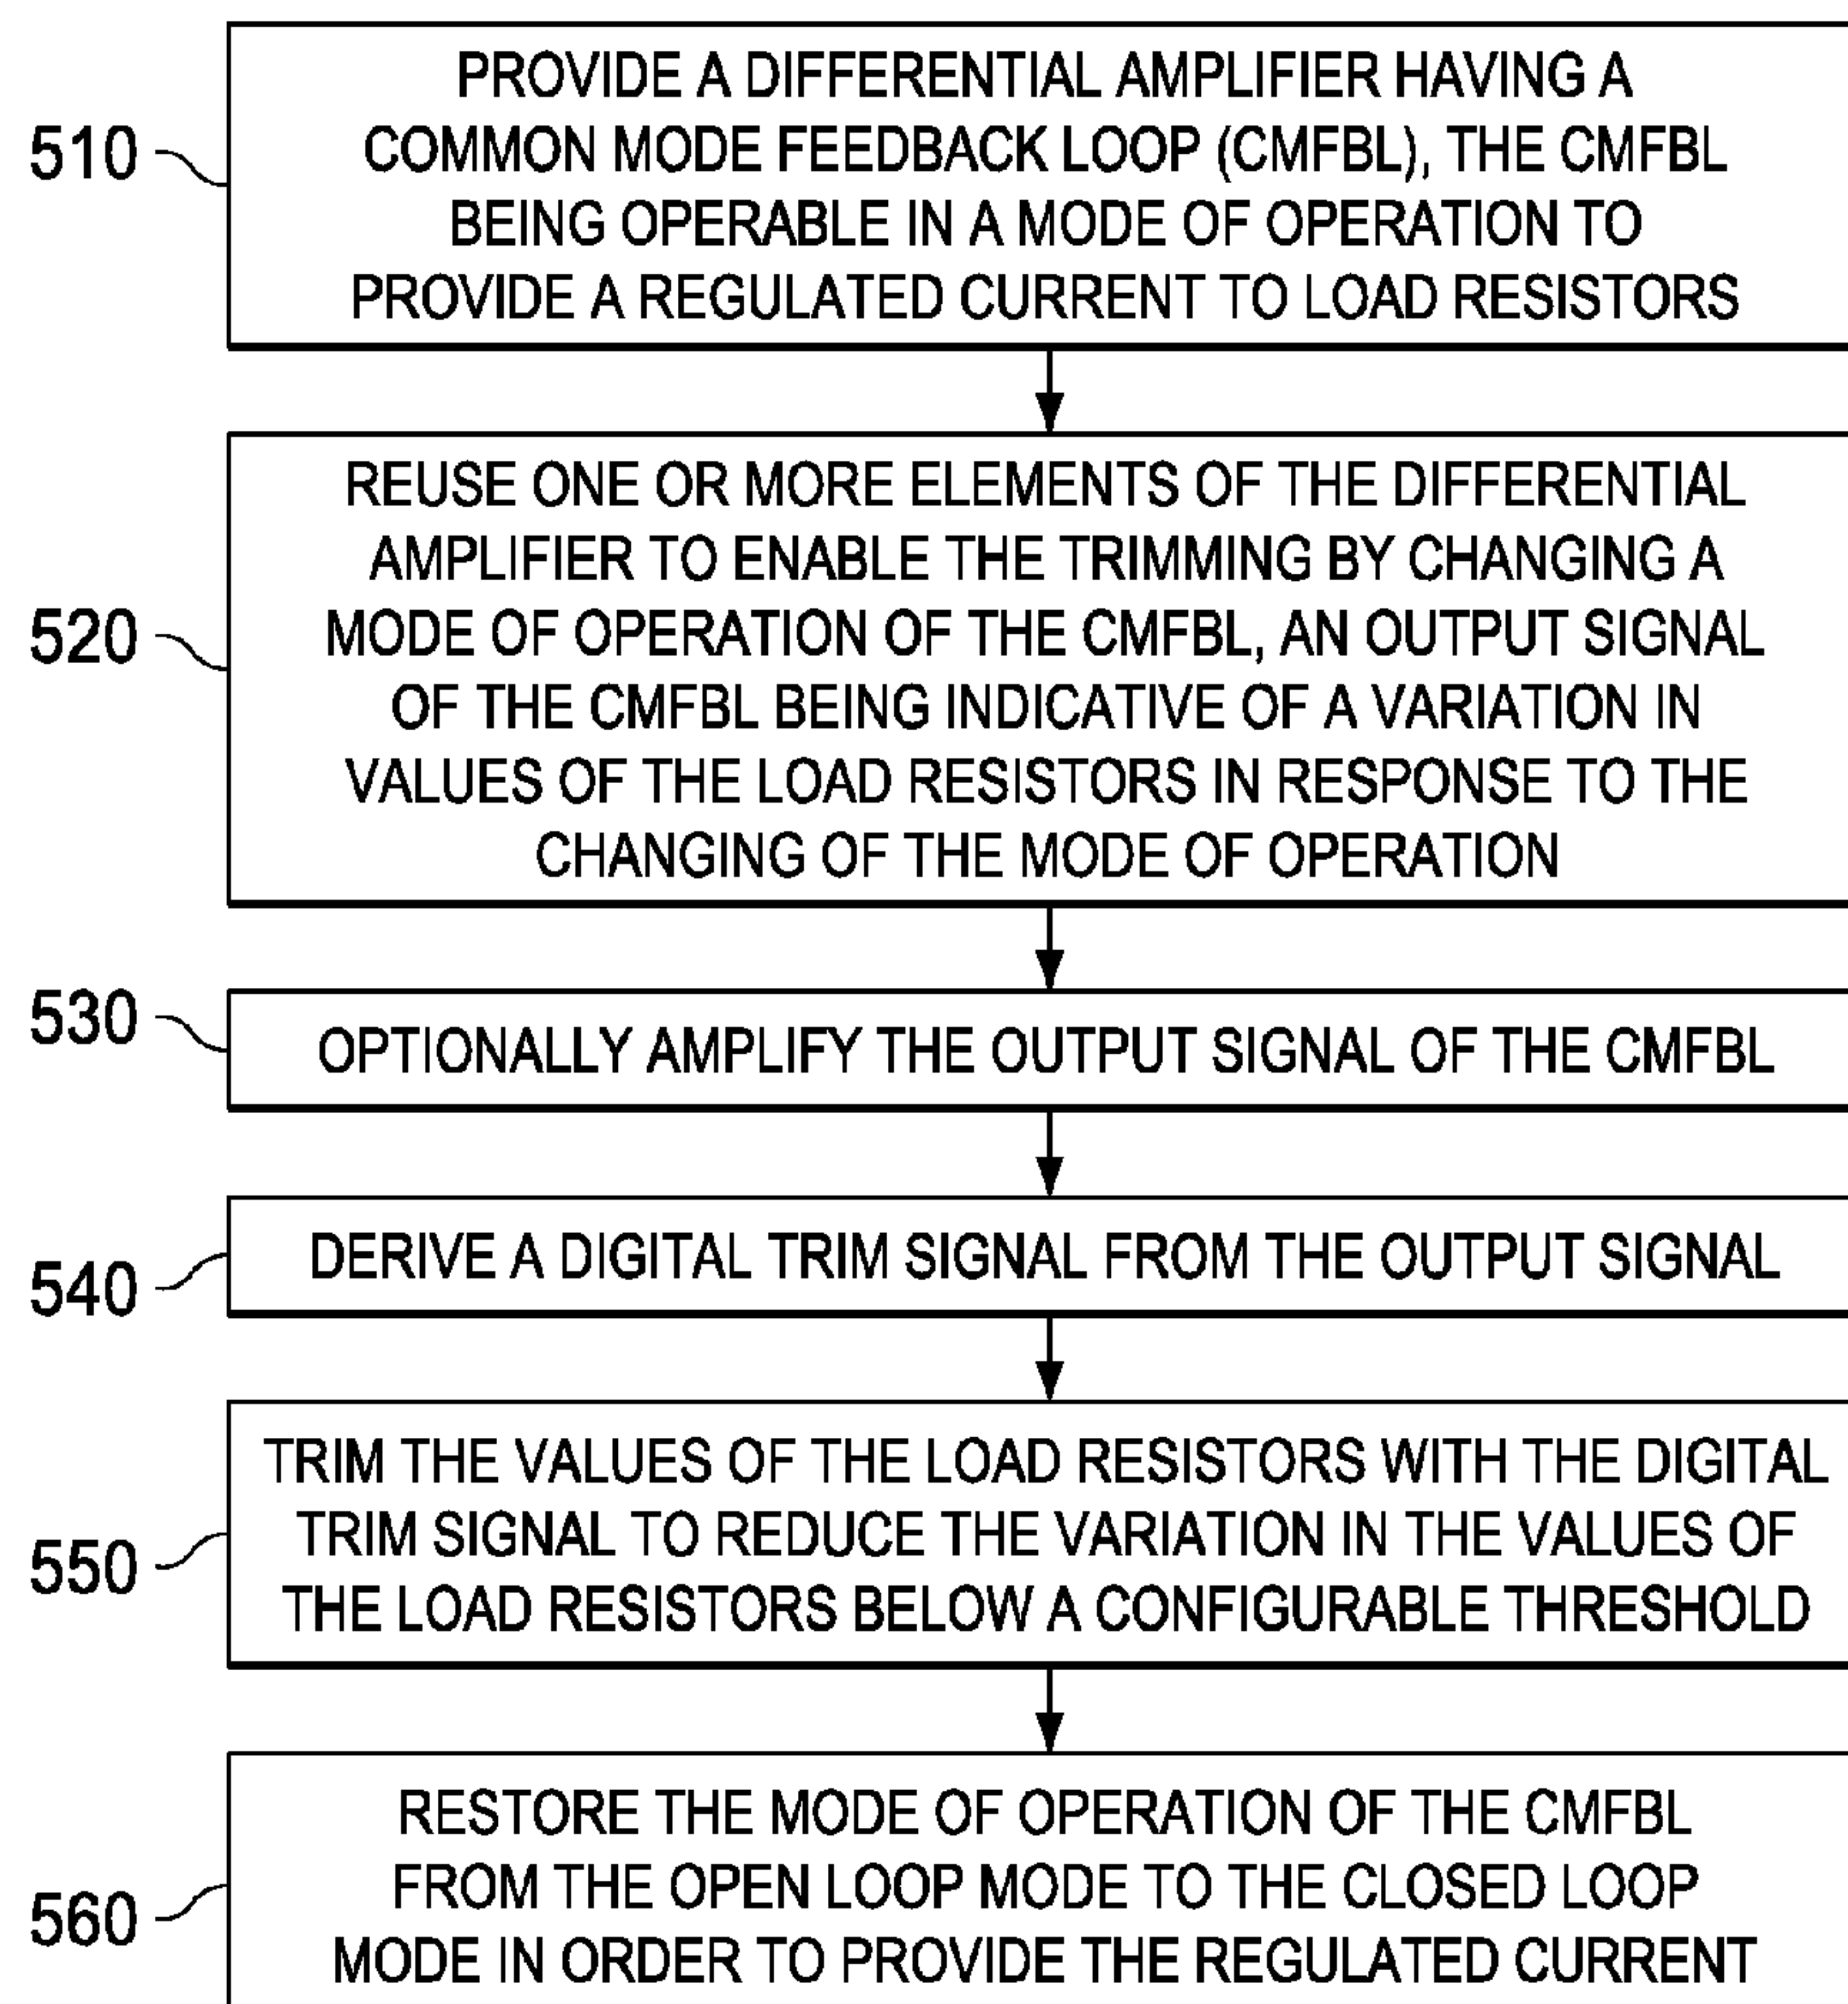 510
PROVIDE A DIFFERENTIAL AMPLIFIER HAVING A
COMMON MODE FEEDBACK LOOP (CMFBL), THE CMFBL
BEING OPERABLE IN A MODE OF OPERATION TO
PROVIDE A REGULATED CURRENT TO LOAD RESISTORS
520
REUSE ONE OR MORE ELEMENTS OF THE DIFFERENTIAL
AMPLIFIER TO ENABLE THE TRIMMING BY CHANGING A
MODE OF OPERATION OF THE CMFBL, AN OUTPUT SIGNAL
OF THE CMFBL BEING INDICATIVE OF A VARIATION IN
VALUES OF THE LOAD RESISTORS IN RESPONSE TO THE
CHANGING OF THE MODE OF OPERATION
530
OPTIONALLY AMPLIFY THE OUTPUT SIGNAL OF THE CMFBL
540
DERIVE A DIGITAL TRIM SIGNAL FROM THE OUTPUT SIGNAL
550
TRIM THE VALUES OF THE LOAD RESISTORS WITH THE DIGITAL
TRIM SIGNAL TO REDUCE THE VARIATION IN THE VALUES OF
THE LOAD RESISTORS BELOW A CONFIGURABLE THRESHOLD
560
RESTORE THE MODE OF OPERATION OF THE CMFBL
FROM THE OPEN LOOP MODE TO THE CLOSED LOOP
MODE IN ORDER TO PROVIDE THE REGULATED CURRENT